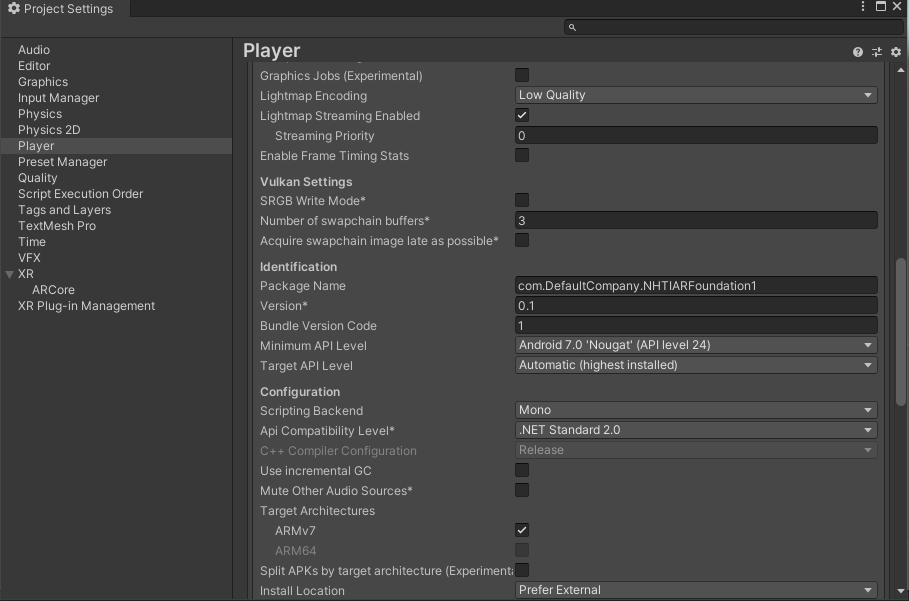 Project Settings
Audio
Editor
Graphics
Input Manager
Physics
Physics 2D
Player
Preset Manager
Quality
Script Execution Order
Tags and Layers
TextMesh Pro
Time
VFX
XR
ARCore
XR Plug-in Management
Player
Graphics Jobs (Experimental)
Lightmap Encoding Low Quality
Lightmap Streaming Enabled
Streaming Priority 0
Enable Frame Timing Stats
Vulkan Settings
SRGB Write Mode*
Number of swapchain buffers* 3
Acquire swapchain image late as possible*
Identification
Package Name com.DefaultCompany.NHTIARFoundation1
Version* 0.1
Bundle Version Code 1
Minimum API Level Android 7.0 'Nougat' (API level 24)
Target API Level Automatic (highest installed)
Configuration
Scripting Backend Mono
Api Compatibility Level* .NET Standard 2.0
C++ Compiler Configuration Release
Use incremental GC
Mute Other Audio Sources*
Target Architectures
ARMv7
ARM64
Split APKs by target architecture (Experimenta
Install Location Prefer External